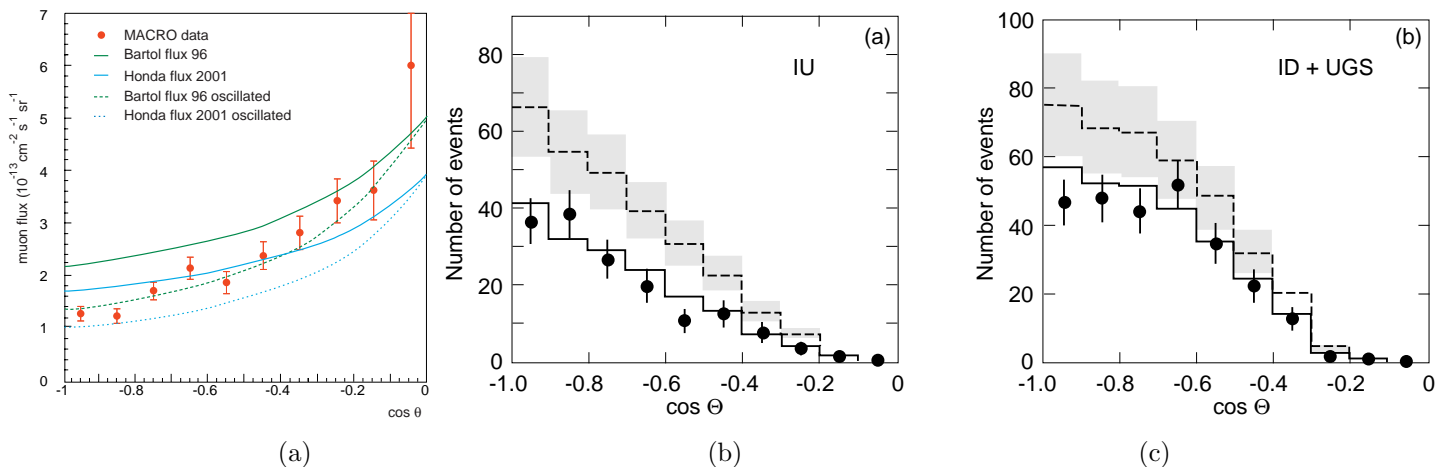 muon flux (10-13 cm-2 s-1 sr-1)
7
6
5
4
3
2
1
0
MACRO data
Bartol flux 96
Honda flux 2001
Bartol flux 96 oscillated
Honda flux 2001 oscillated
-1 -0.8 -0.6 -0.4 -0.2 0
cos θ
(a)
Number of events
80
60
40
20
0
(a)
IU
-1.0 -0.8 -0.6 -0.4 -0.2 0
cos Θ
(b)
Number of events
100
80
60
40
20
0
(b)
ID + UGS
-1.0 -0.8 -0.6 -0.4 -0.2 0
cos Θ
(c)